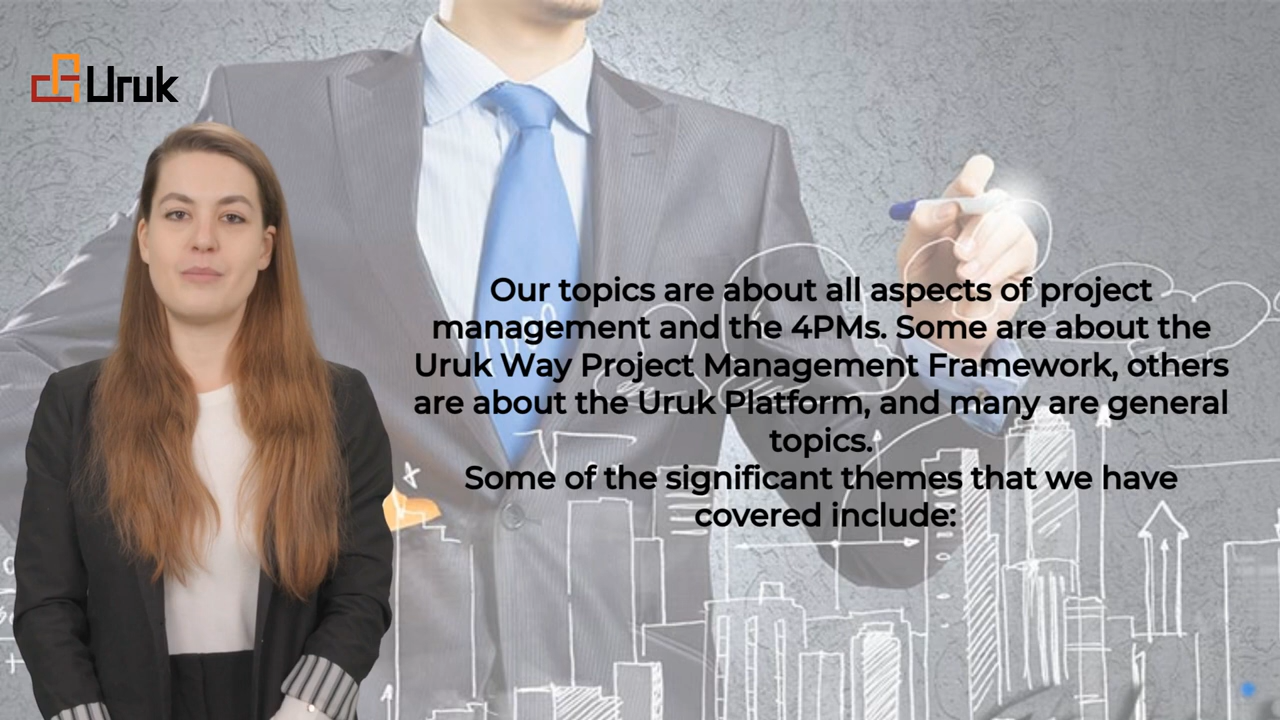 Uruk
Our topics are about all aspects of project
management and the 4PMs. Some are about the
Uruk Way Project Management Framework, others
are about the Uruk Platform, and many are general
topics.
Some of the significant themes that we have
covered include: